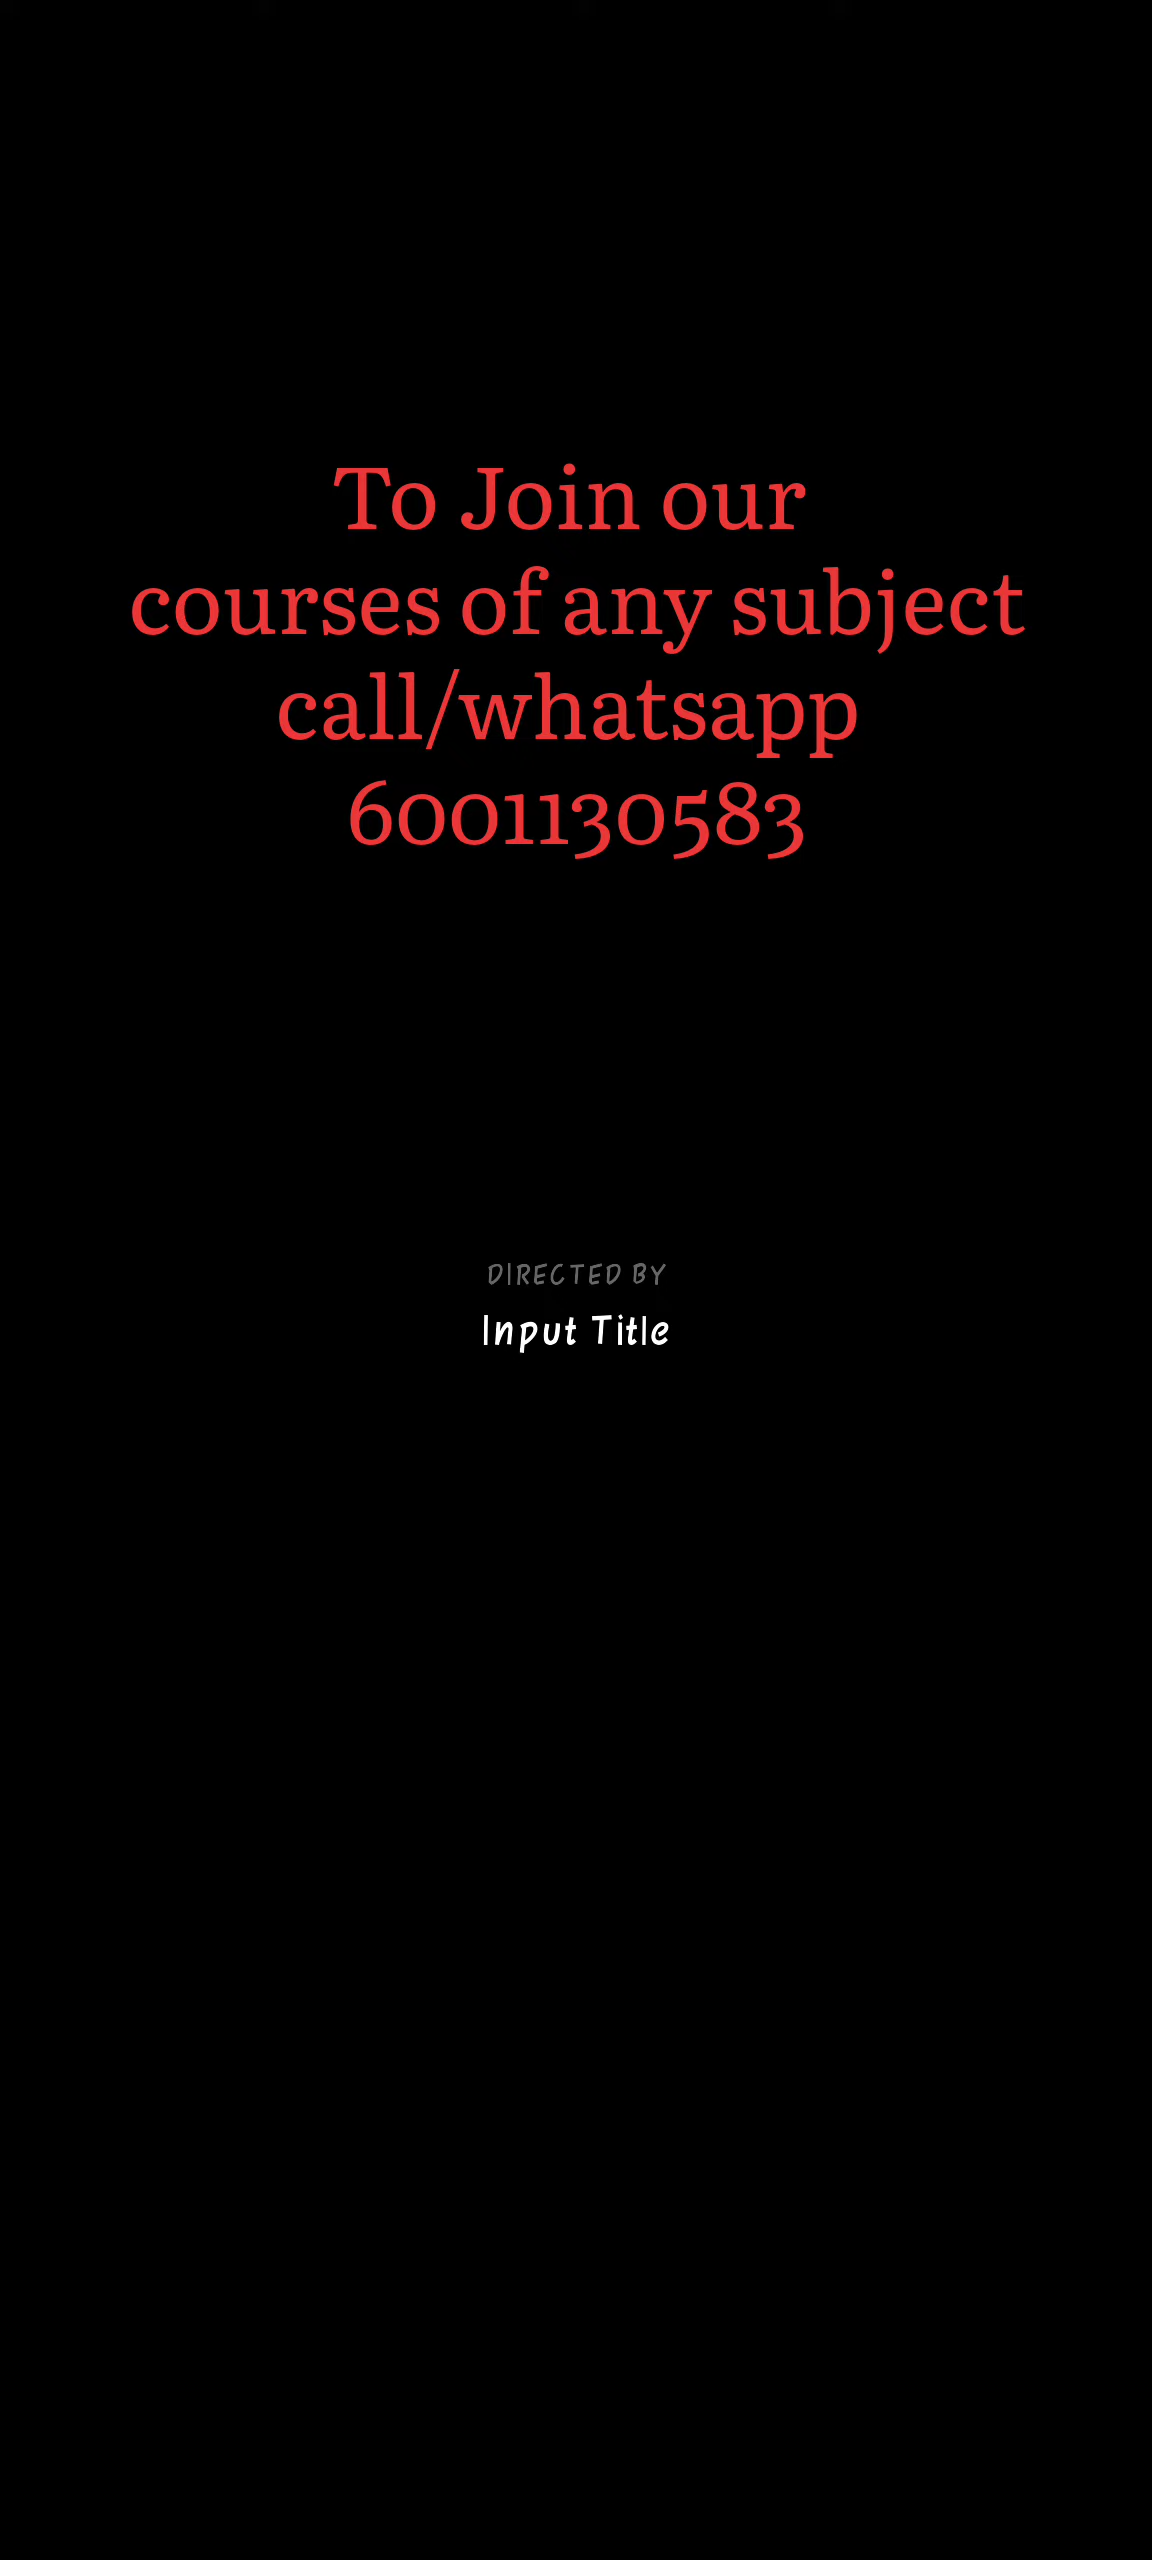 To Join our
courses of any subject
call/whatsapp
6001130583
DIRECTED BY
Input Title